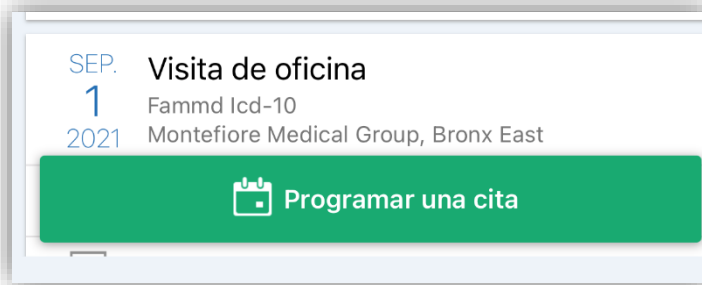 SEP.
1
2021
Visita de oficina
Fammd Icd-10
Montefiore Medical Group, Bronx East
Programar una cita